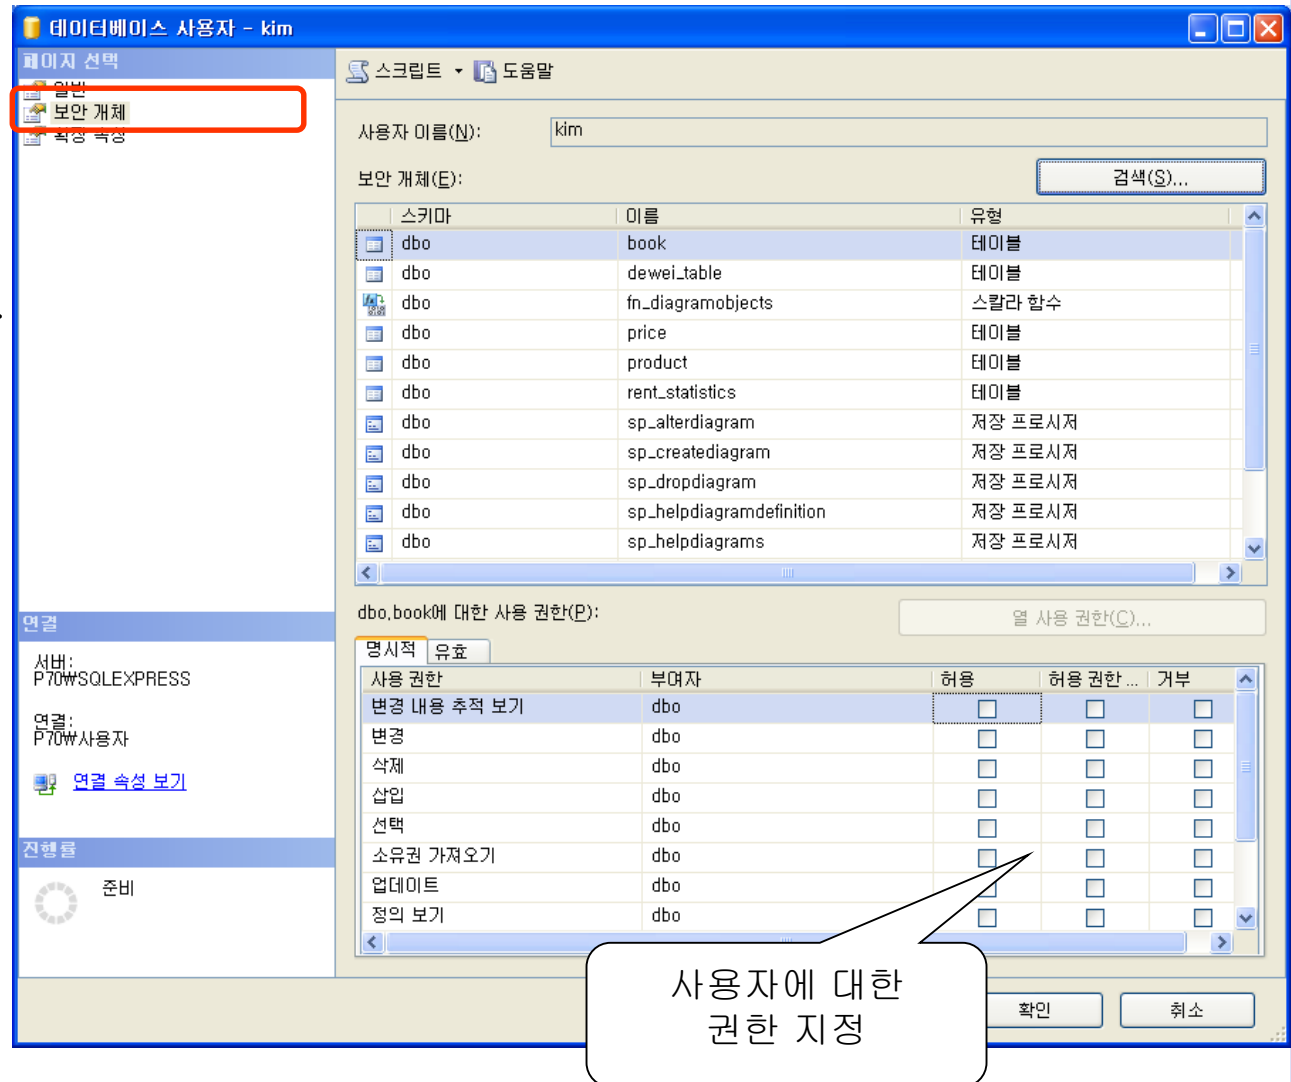 데이터베이스 사용자 - kim
페이지 선택
일반
보안 개체
확장 속성
스크립트 도움말
사용자 이름(N): kim
보안 개체(E): 검색(S)...
스키마 이름 유형
dbo book 테이블
dbo dewei_table 테이블
dbo fn_diagramobjects 스칼라 함수
dbo price 테이블
dbo product 테이블
dbo rent_statistics 테이블
dbo sp_alterdiagram 저장 프로시저
dbo sp_creatediagram 저장 프로시저
dbo sp_dropdiagram 저장 프로시저
dbo sp_helpdiagramdefinition 저장 프로시저
dbo sp_helpdiagrams 저장 프로시저
dbo.book에 대한 사용 권한(P): 열 사용 권한(C)...
명시적 유효
사용 권한 부여자 허용 허용 권한 ... 거부
변경 내용 추적 보기 dbo
변경 dbo
삭제 dbo
삽입 dbo
선택 dbo
소유권 가져오기 dbo
업데이트 dbo
정의 보기 dbo
연결
서버:
P70₩SQLEXPRESS
연결:
P70₩사용자
연결 속성 보기
진행률
준비
사용자에 대한
권한 지정
확인 취소